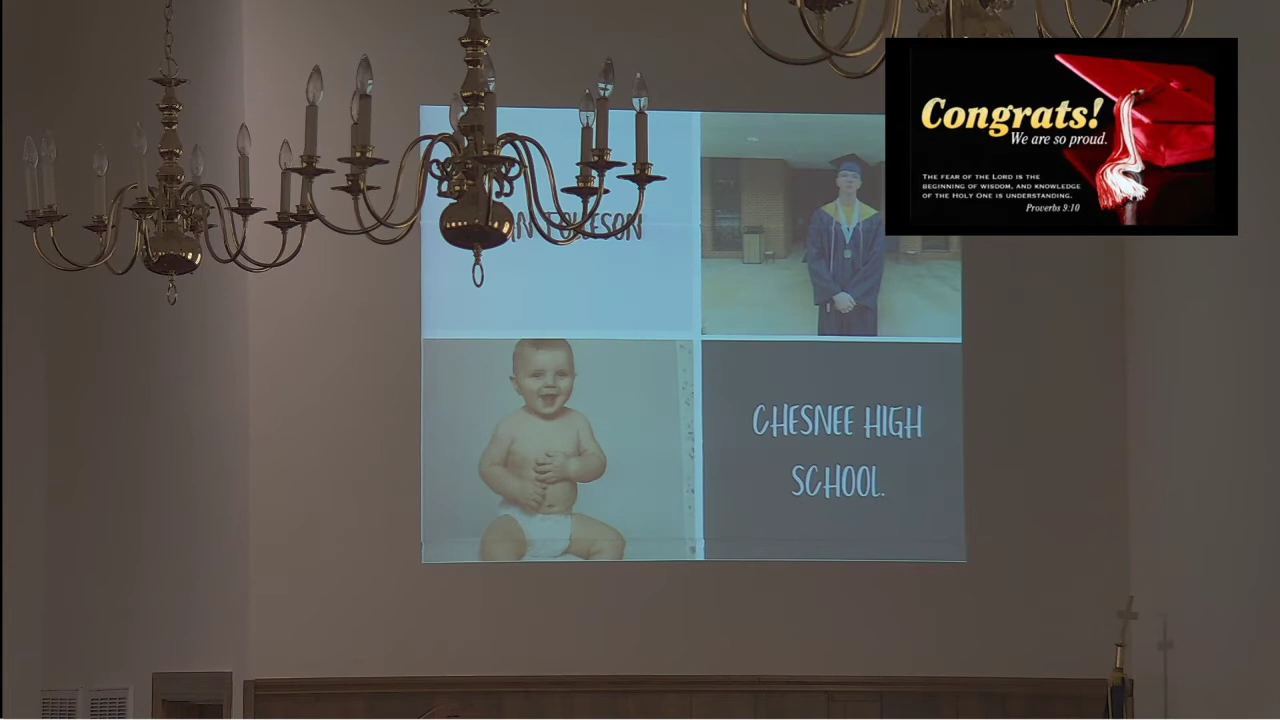 Congrats!
We are so proud.
THE FEAR OF THE LORD IS THE
BEGINNING OF WISDOM, AND KNOWLEDGE
OF THE HOLY ONE IS UNDERSTANDING.
Proverbs 9:10
CHESNEE HIGH
SCHOOL.